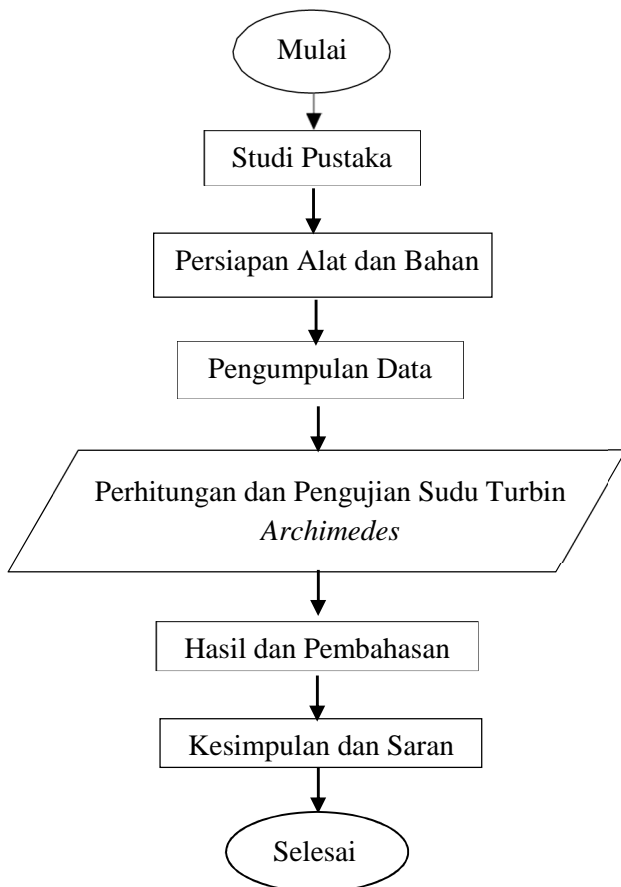 Mulai
Studi Pustaka
Persiapan Alat dan Bahan
Pengumpulan Data
Perhitungan dan Pengujian Sudu Turbin
Archimedes
Hasil dan Pembahasan
Kesimpulan dan Saran
Selesai